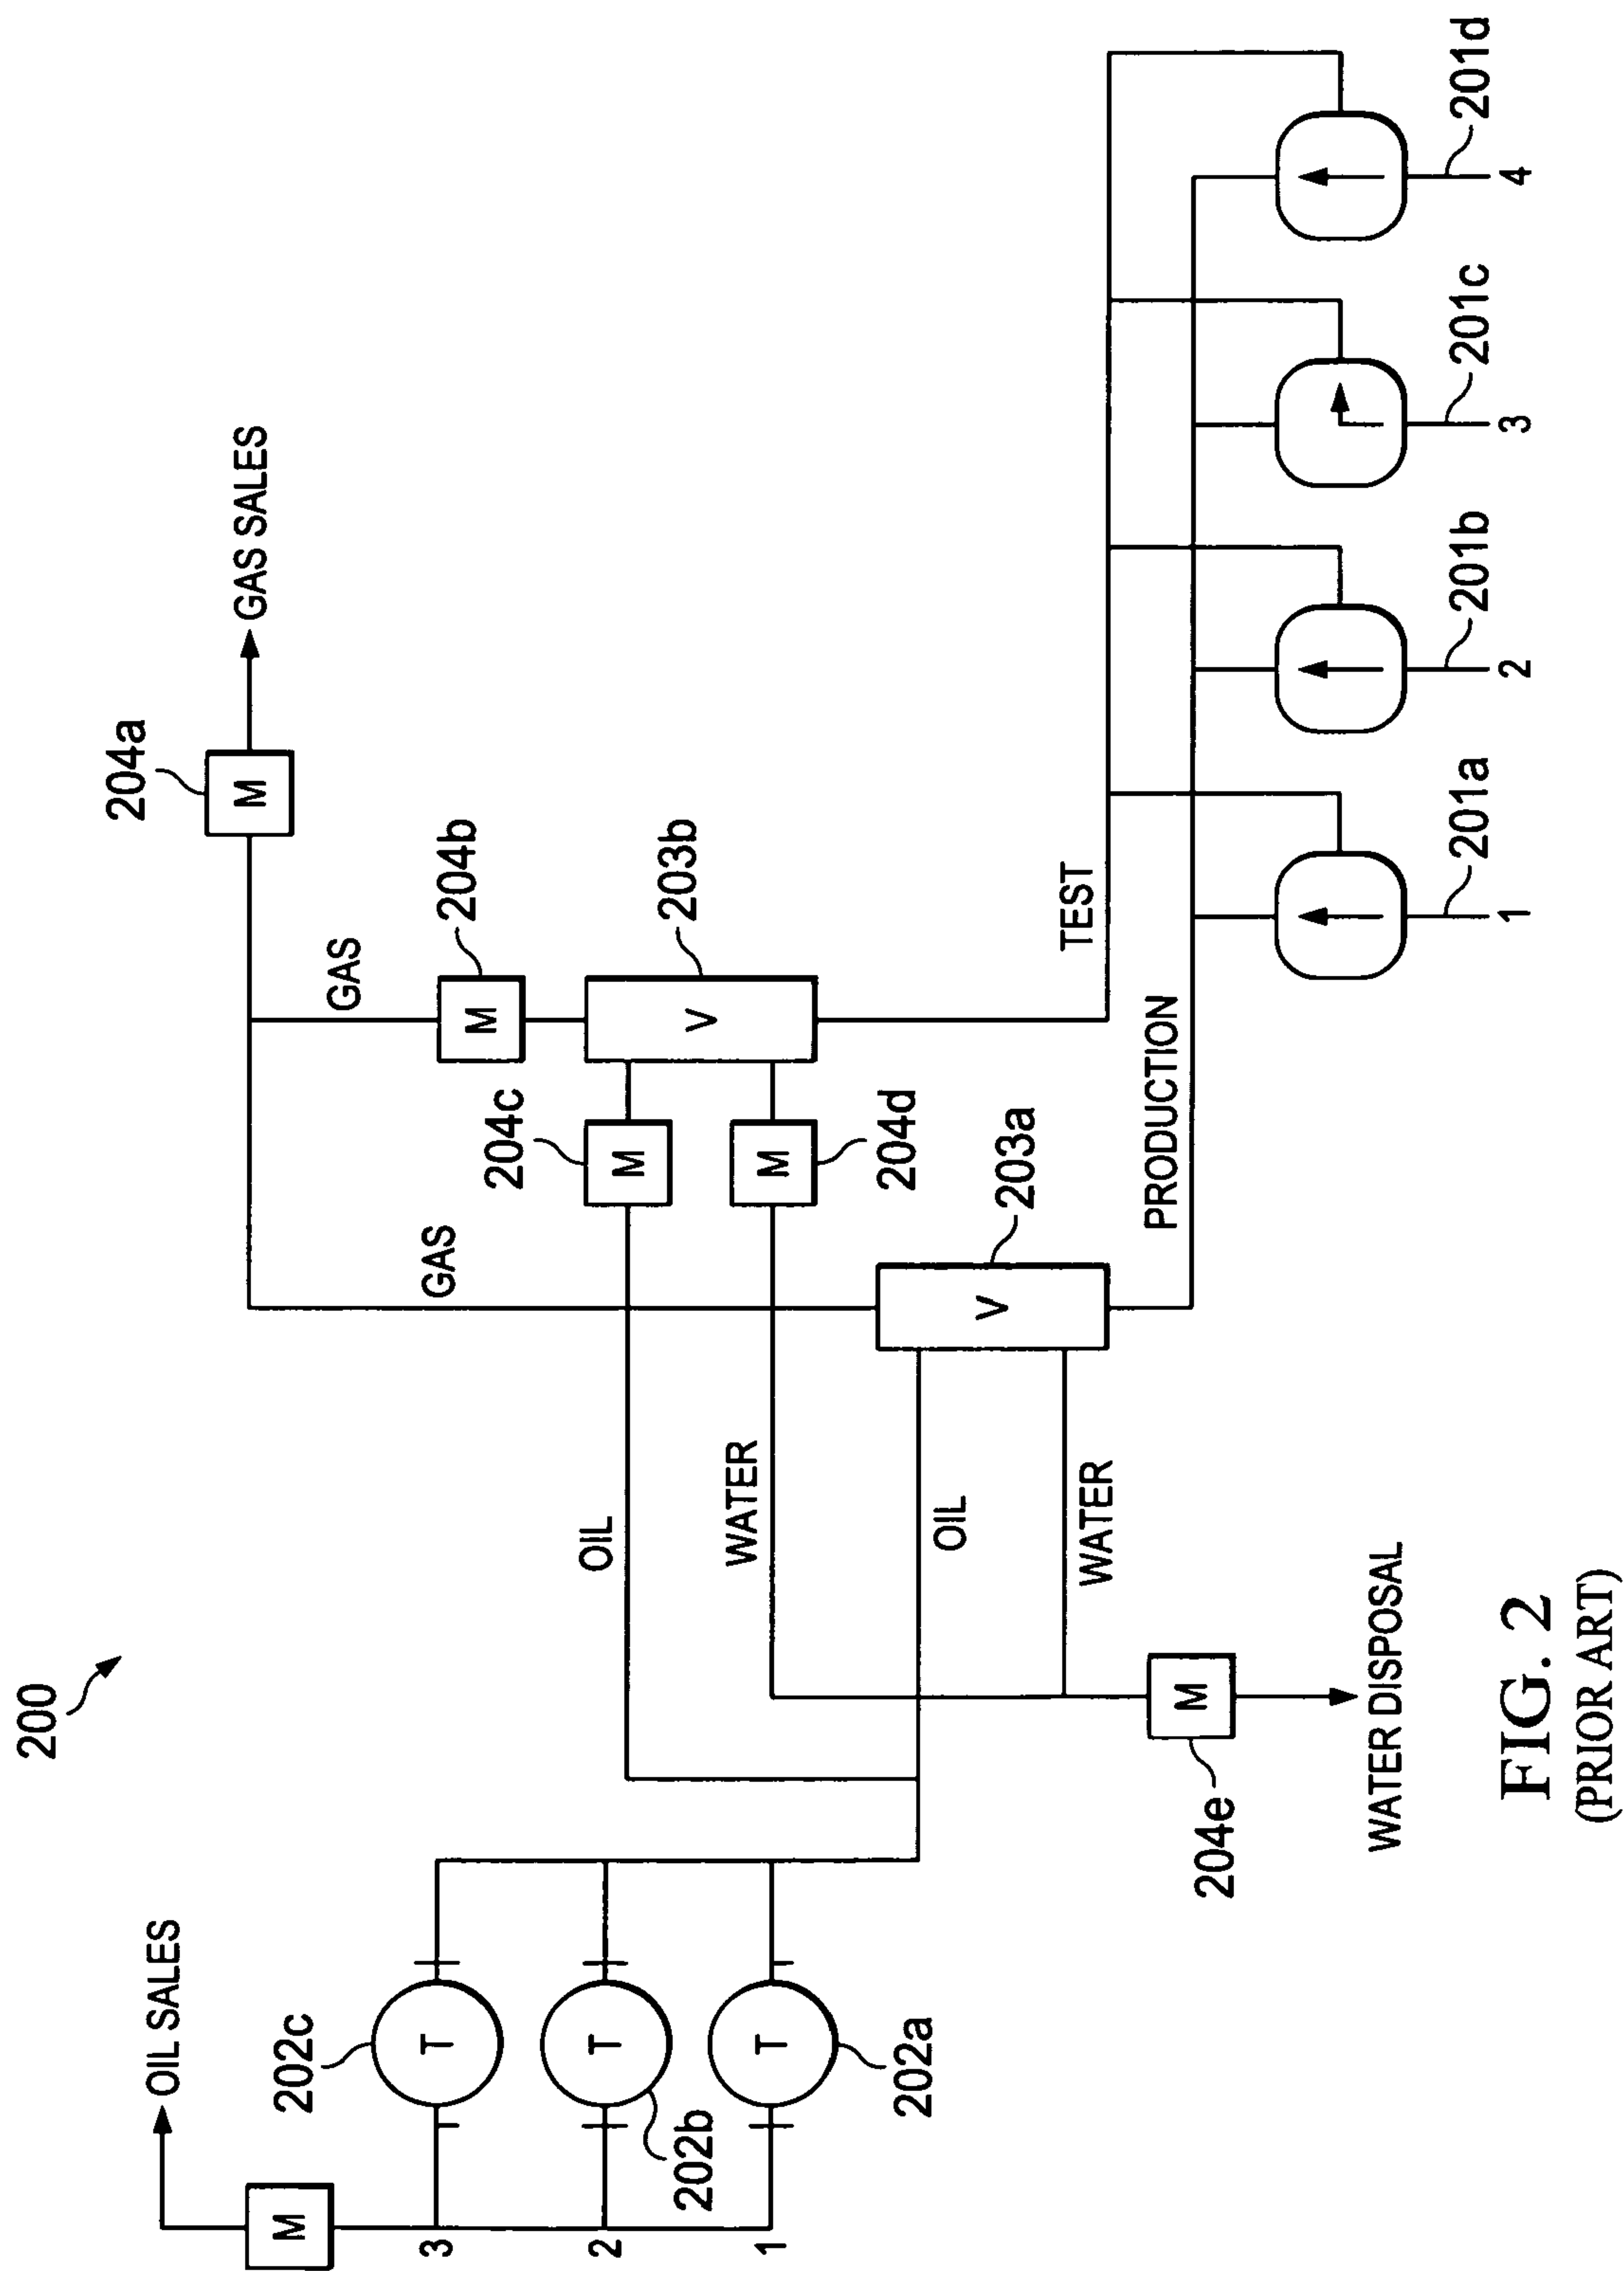 200
OIL SALES
M
3
2
1
202c
T
202b
T
202a
T
204a
M
GAS SALES
GAS
204b
M
GAS
203b
V
204c
M
204d
M
OIL
WATER
203a
V
OIL
WATER
204e
M
WATER DISPOSAL
TEST
PRODUCTION
201a
1
201b
2
201c
3
201d
4
FIG. 2
(PRIOR ART)